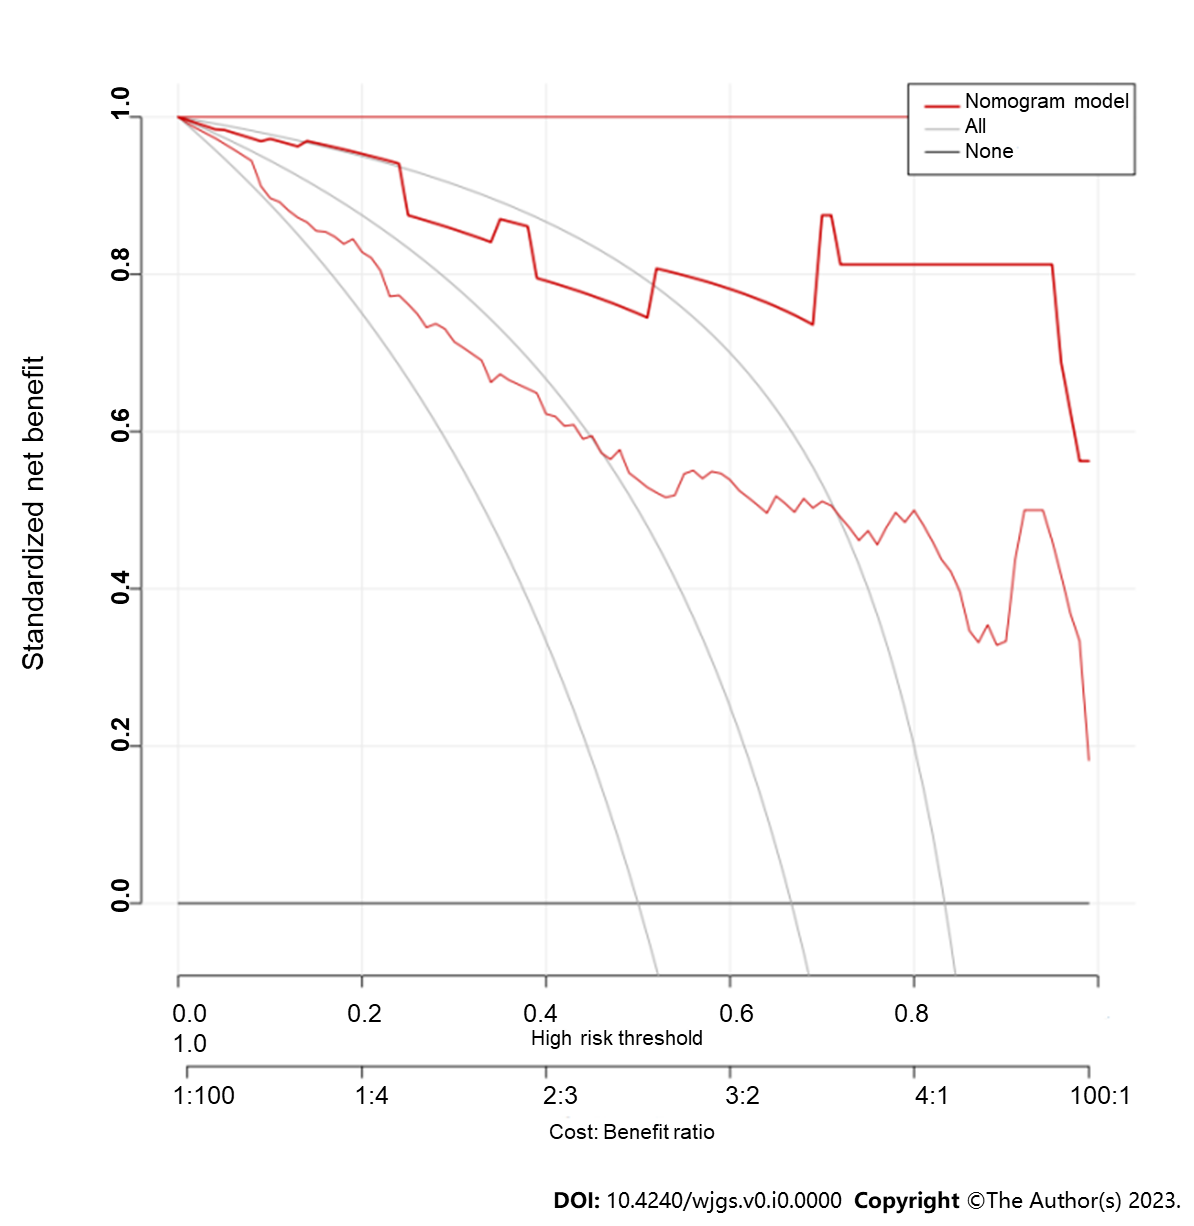 Nomogram model
All
None
1.0
0.8
0.6
0.4
0.2
0.0
Standardized net benefit
0.0 0.2 0.4 0.6 0.8
1.0
High risk threshold
1:100 1:4 2:3 3:2 4:1 100:1
Cost: Benefit ratio
DOI: 10.4240/wjgs.v0.i0.0000 Copyright ©The Author(s) 2023.